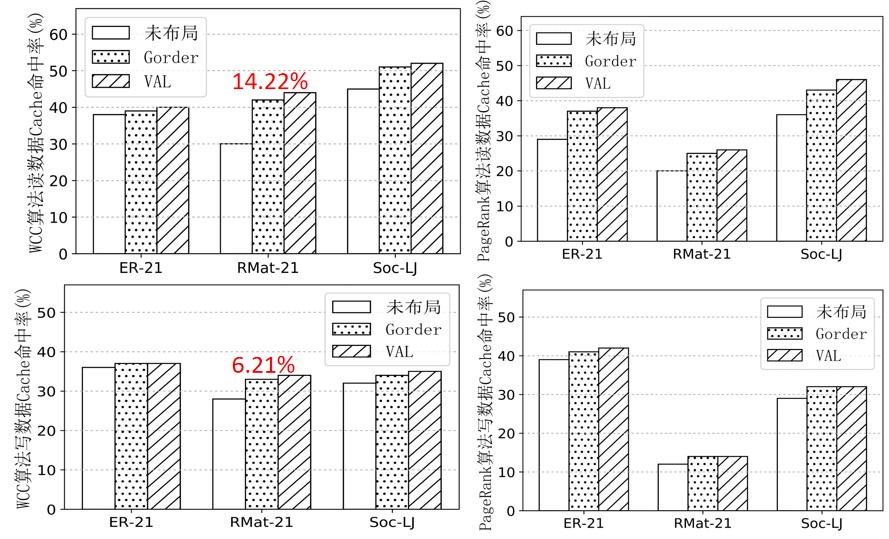 WCC算法读数据Cache命中率(%)
60
50
40
30
20
10
0
未布局
Gorder
VAL
14.22%
ER-21
RMat-21
Soc-LJ
PageRank算法读数据Cache命中率(%)
60
50
40
30
20
10
0
未布局
Gorder
VAL
ER-21
RMat-21
Soc-LJ
WCC算法写数据Cache命中率(%)
50
40
30
20
10
0
未布局
Gorder
VAL
6.21%
ER-21
RMat-21
Soc-LJ
PageRank算法写数据Cache命中率(%)
50
40
30
20
10
0
未布局
Gorder
VAL
ER-21
RMat-21
Soc-LJ